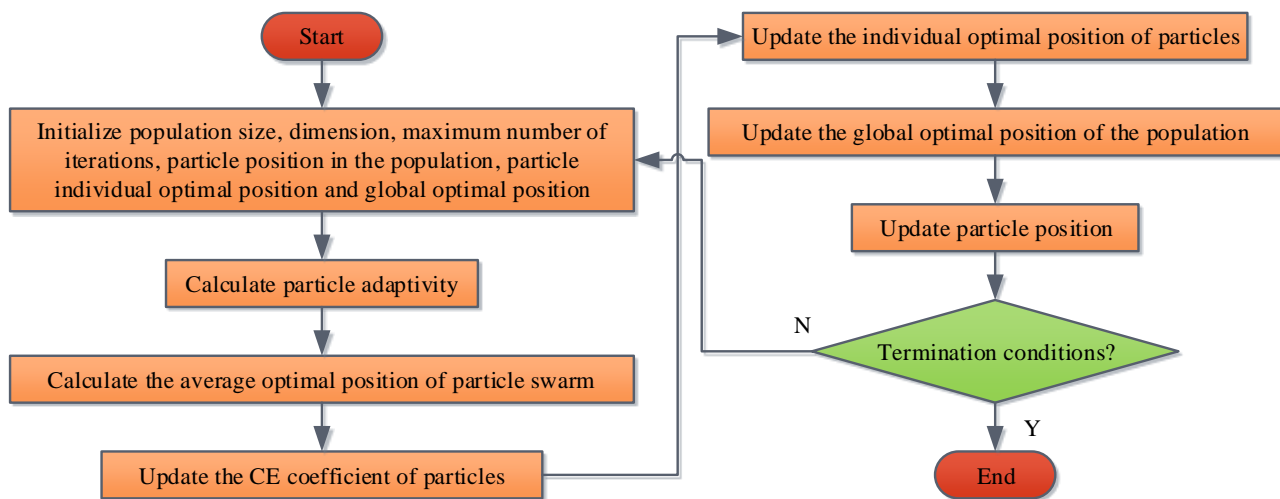 Start
Initialize population size, dimension, maximum number of
iterations, particle position in the population, particle
individual optimal position and global optimal position
Calculate particle adaptivity
Calculate the average optimal position of particle swarm
Update the CE coefficient of particles
Update the individual optimal position of particles
Update the global optimal position of the population
Update particle position
Termination conditions?
N
Y
End